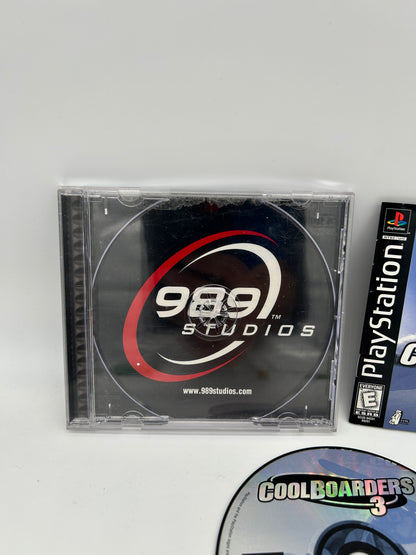 989
TM
STUDIOS
www.989studios.com
PlayStation
PlayStation
EVERYONE
E
ESRB
COOLBOARDERS
3